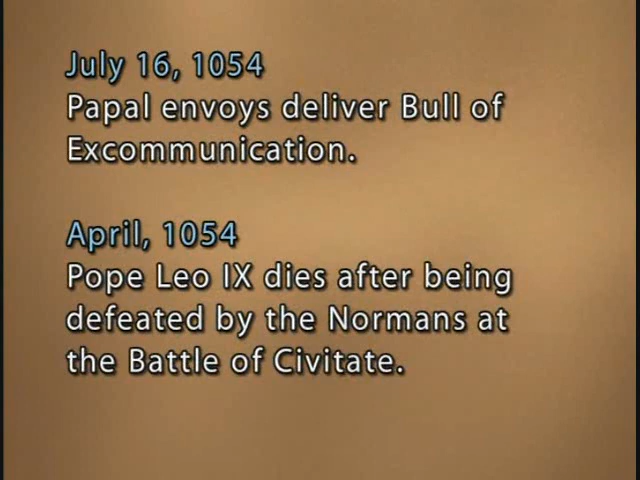 July 16, 1054
Papal envoys deliver Bull of
Excommunication.
April, 1054
Pope Leo IX dies after being
defeated by the Normans at
the Battle of Civitate.